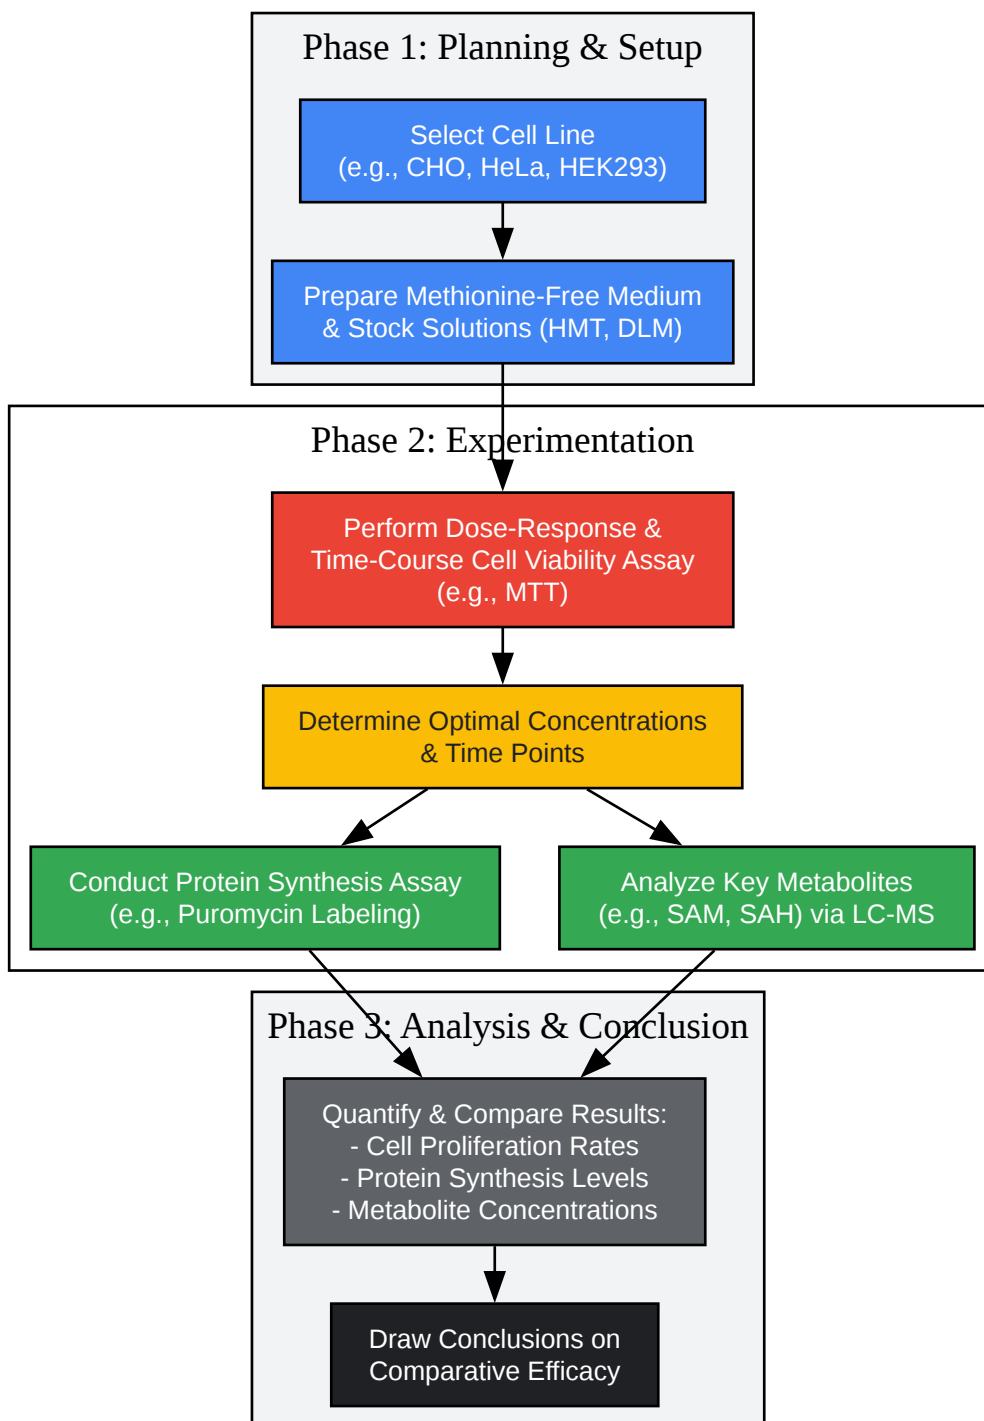 Phase 1: Planning & Setup
Select Cell Line
(e.g., CHO, HeLa, HEK293)
Prepare Methionine-Free Medium
& Stock Solutions (HMT, DLM)
Phase 2: Experimentation
Perform Dose-Response &
Time-Course Cell Viability Assay
(e.g., MTT)
Determine Optimal Concentrations
& Time Points
Conduct Protein Synthesis Assay
(e.g., Puromycin Labeling)
Analyze Key Metabolites
(e.g., SAM, SAH) via LC-MS
Phase 3: Analysis & Conclusion
Quantify & Compare Results:
- Cell Proliferation Rates
- Protein Synthesis Levels
- Metabolite Concentrations
Draw Conclusions on
Comparative Efficacy